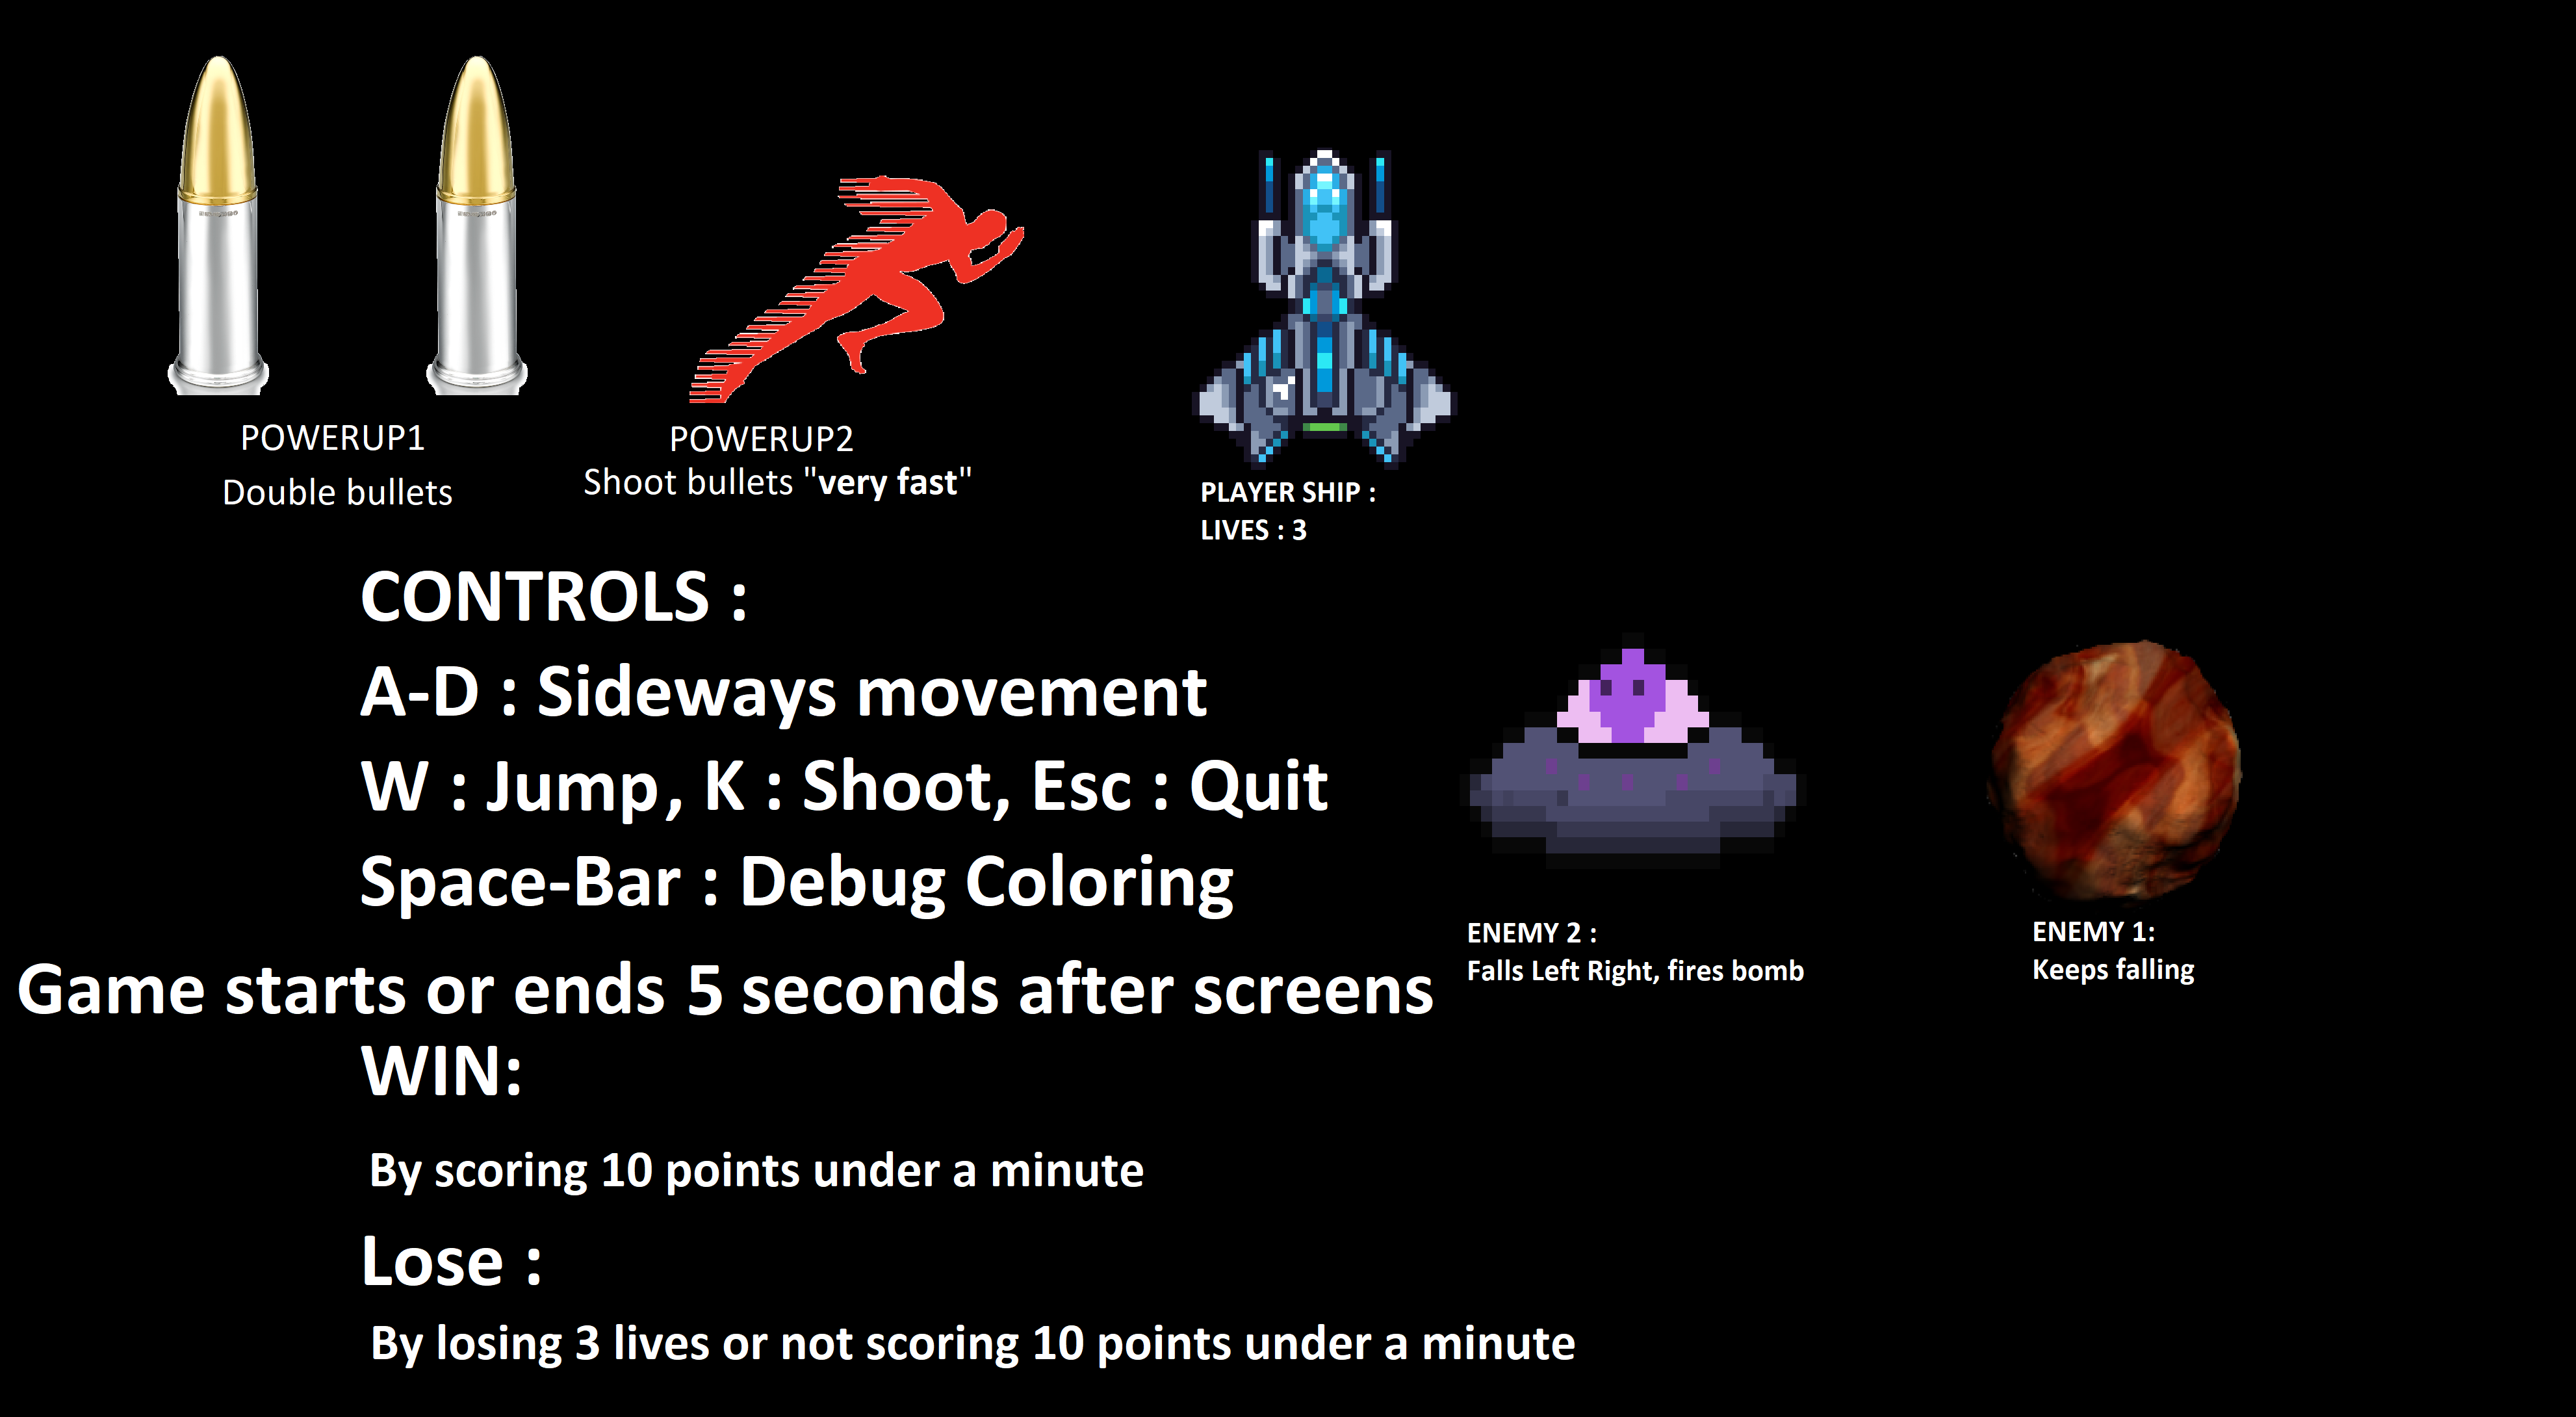 POWERUP1
Double bullets
POWERUP2
Shoot bullets "very fast"
PLAYER SHIP :
LIVES : 3
CONTROLS :
A-D : Sideways movement
W : Jump, K : Shoot, Esc : Quit
Space-Bar : Debug Coloring
ENEMY 2 :
Falls Left Right, fires bomb
ENEMY 1:
Keeps falling
Game starts or ends 5 seconds after screens
WIN:
By scoring 10 points under a minute
Lose :
By losing 3 lives or not scoring 10 points under a minute